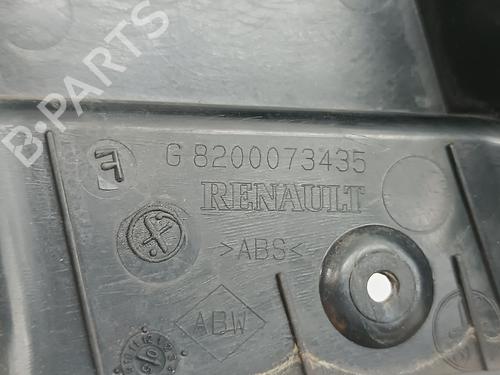 B-PARTS
G 8200073435
F
RENAULT
>ABS<
ABW